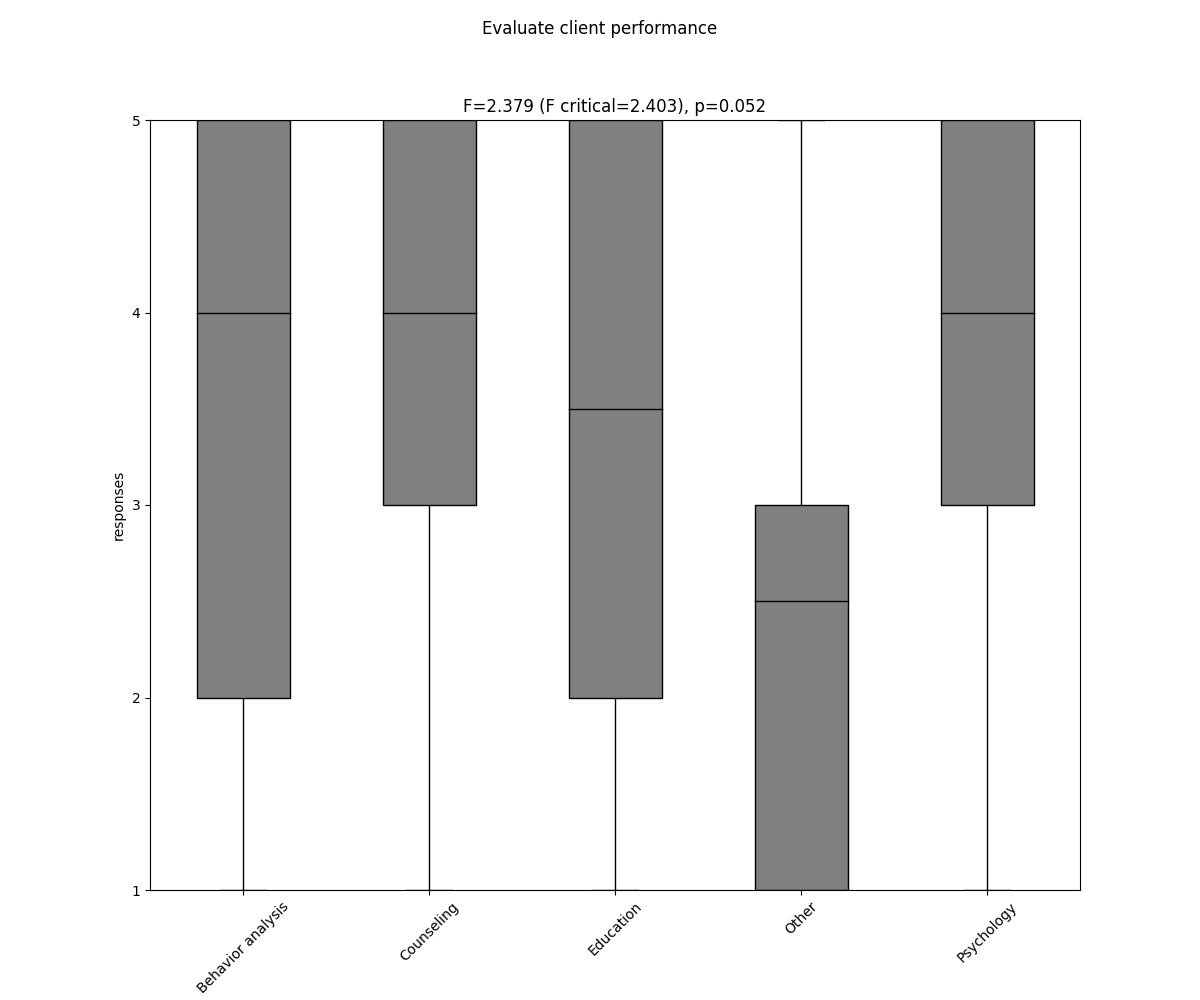 Evaluate client performance
F=2.379 (F critical=2.403), p=0.052
5
4
3
2
1
responses
Behavior analysis
Counseling
Education
Other
Psychology